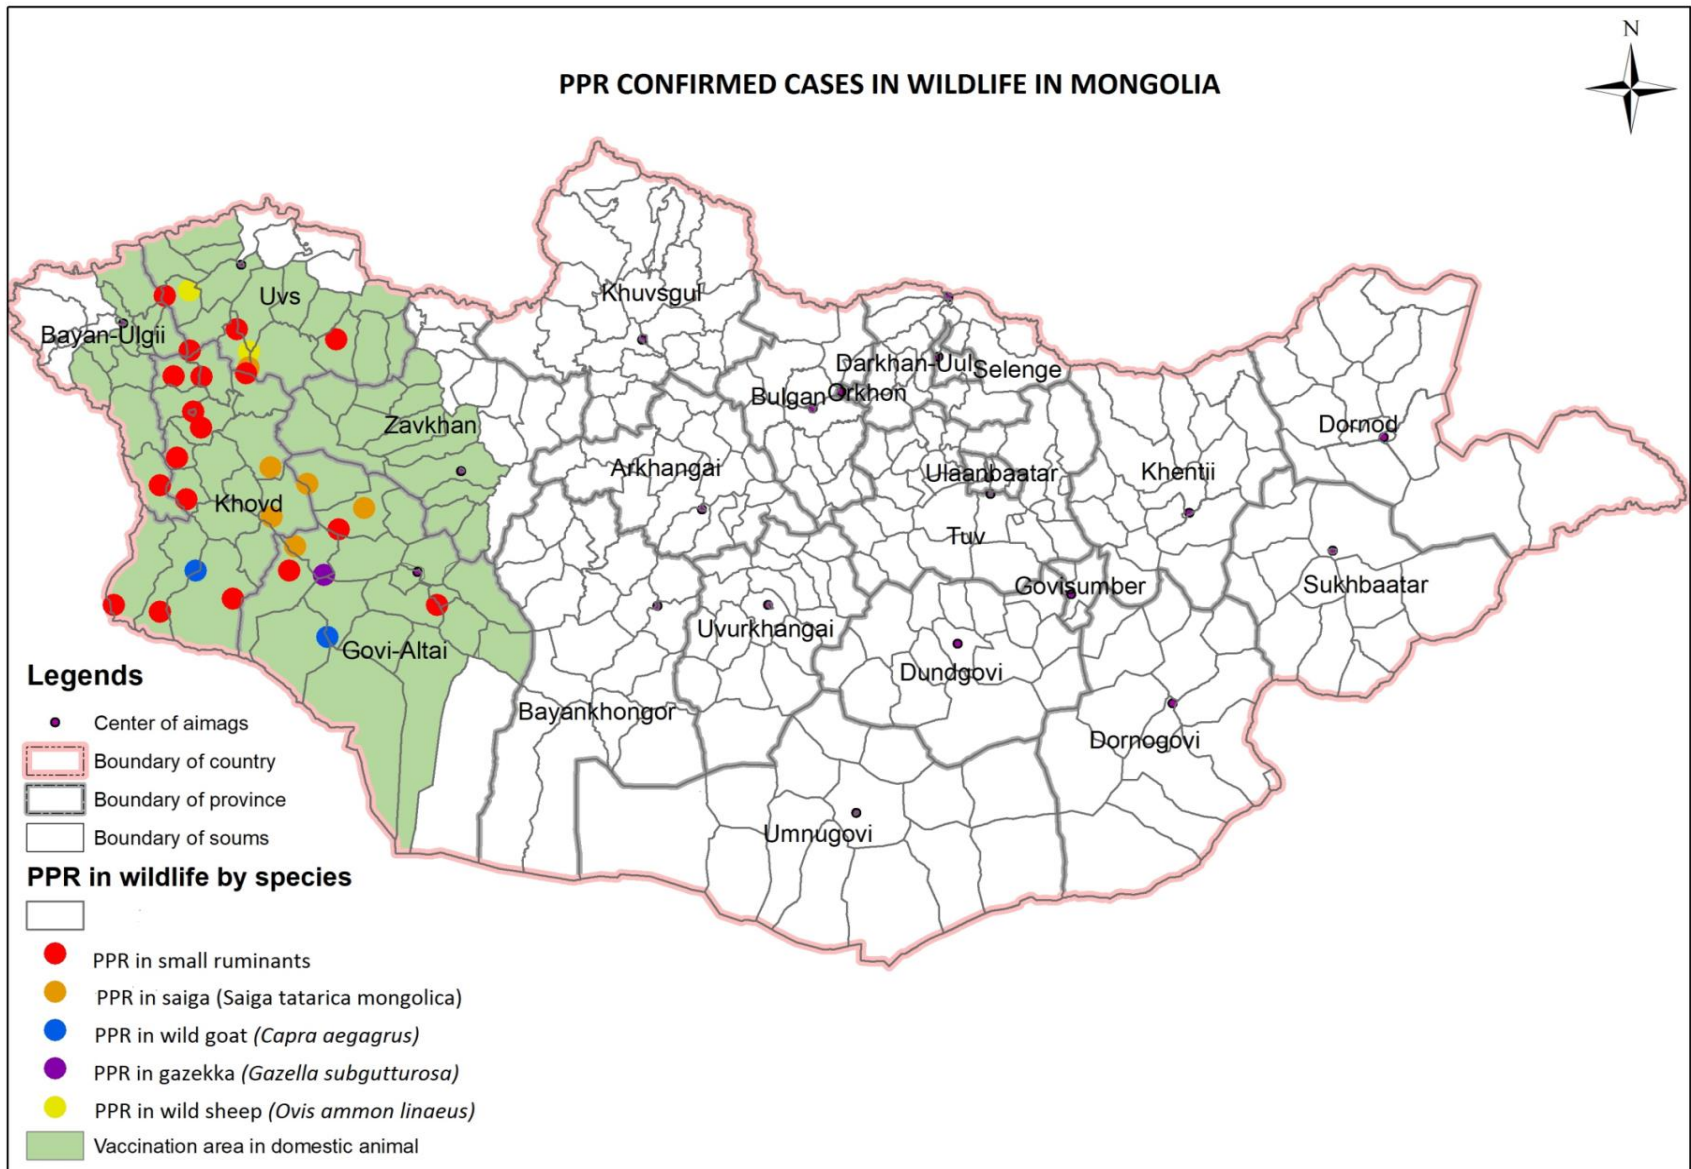 N
PPR CONFIRMED CASES IN WILDLIFE IN MONGOLIA
Khuvsgul
Uvs
Bayan-Ulgii
Darkhan-Uul
Selenge
Bulgan
Orkhon
Zavkhan
Dornod
Arkhangai
Ulaanbaatar
Khentii
Khovd
Tuv
Govisumber
Sukhbaatar
Uvurkhangai
Govi-Altai
Dundgovi
Bayankhongor
Dornogovi
Umnugovi
Legends
Center of aimags
Boundary of country
Boundary of province
Boundary of soums
PPR in wildlife by species
PPR in small ruminants
PPR in saiga (Saiga tatarica mongolica)
PPR in wild goat (Capra aegagrus)
PPR in gazekka (Gazella subgutturosa)
PPR in wild sheep (Ovis ammon linaeus)
Vaccination area in domestic animal